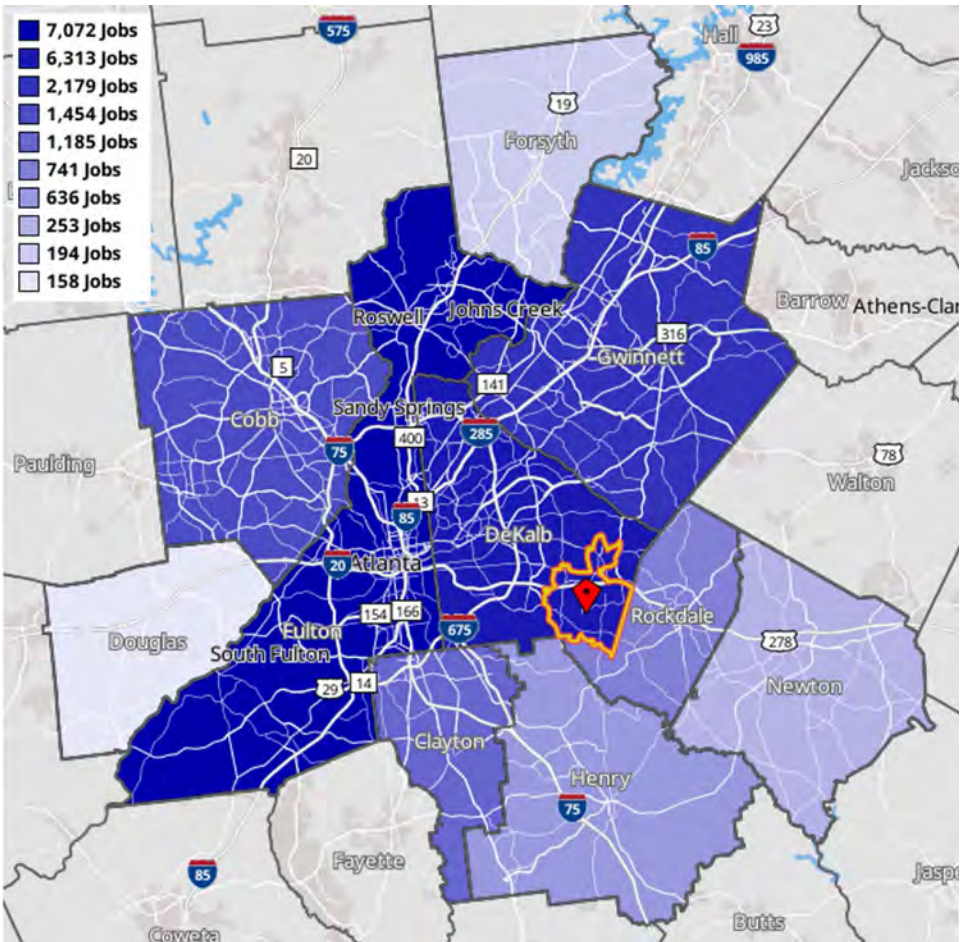 7,072 Jobs
6,313 Jobs
2,179 Jobs
1,454 Jobs
1,185 Jobs
741 Jobs
636 Jobs
253 Jobs
194 Jobs
158 Jobs
575
23
Hall
985
19
Forsyth
20
Jackso
85
Barrow
Athens-Clar
Roswell
Johns Creek
316
Gwinnett
5
141
Cobb
Sandy Springs
400
285
75
78
Paulding
Walton
13
85
DeKalb
20
Atlanta
154
166
675
Rockdale
Douglas
Fulton
278
South Fulton
29
14
Newton
Clayton
Henry
75
Fayette
85
Jaspe
Butts
Coweta